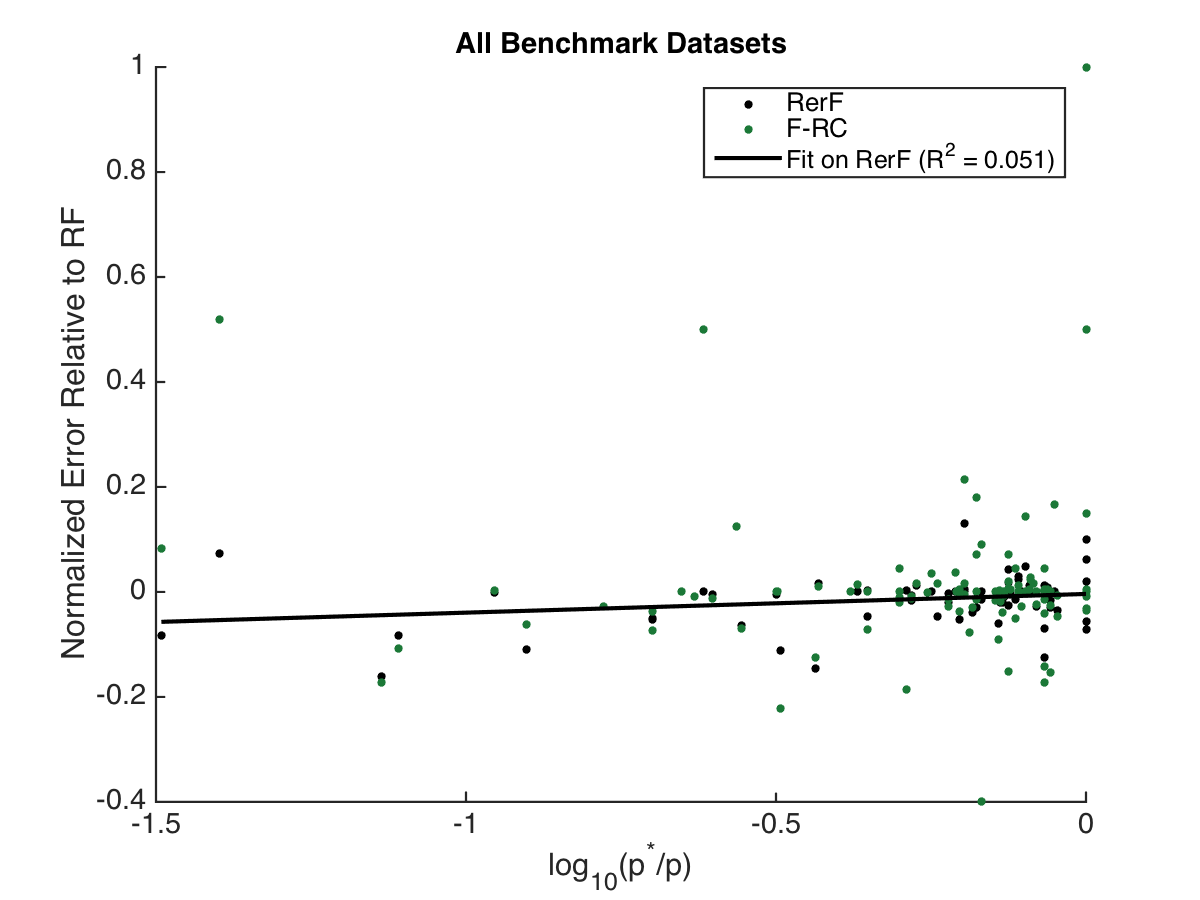 All Benchmark Datasets
RerF
F-RC
Fit on RerF (R² = 0.051)
Normalized Error Relative to RF
1
0.8
0.6
0.4
0.2
0
-0.2
-0.4
-1.5 -1 -0.5 0
log₁₀(p*/p)